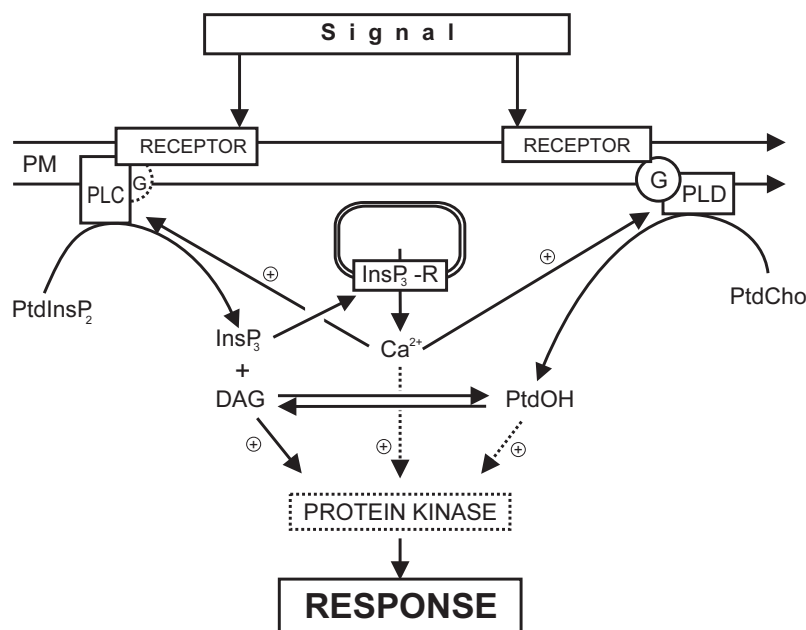 Signal
RECEPTOR
RECEPTOR
PM
PLC
G
G
PLD
InsP₃-R
PtdInsP₂
PtdCho
InsP₃
Ca²⁺
+
DAG
PtdOH
+
+
+
+
+
PROTEIN KINASE
RESPONSE